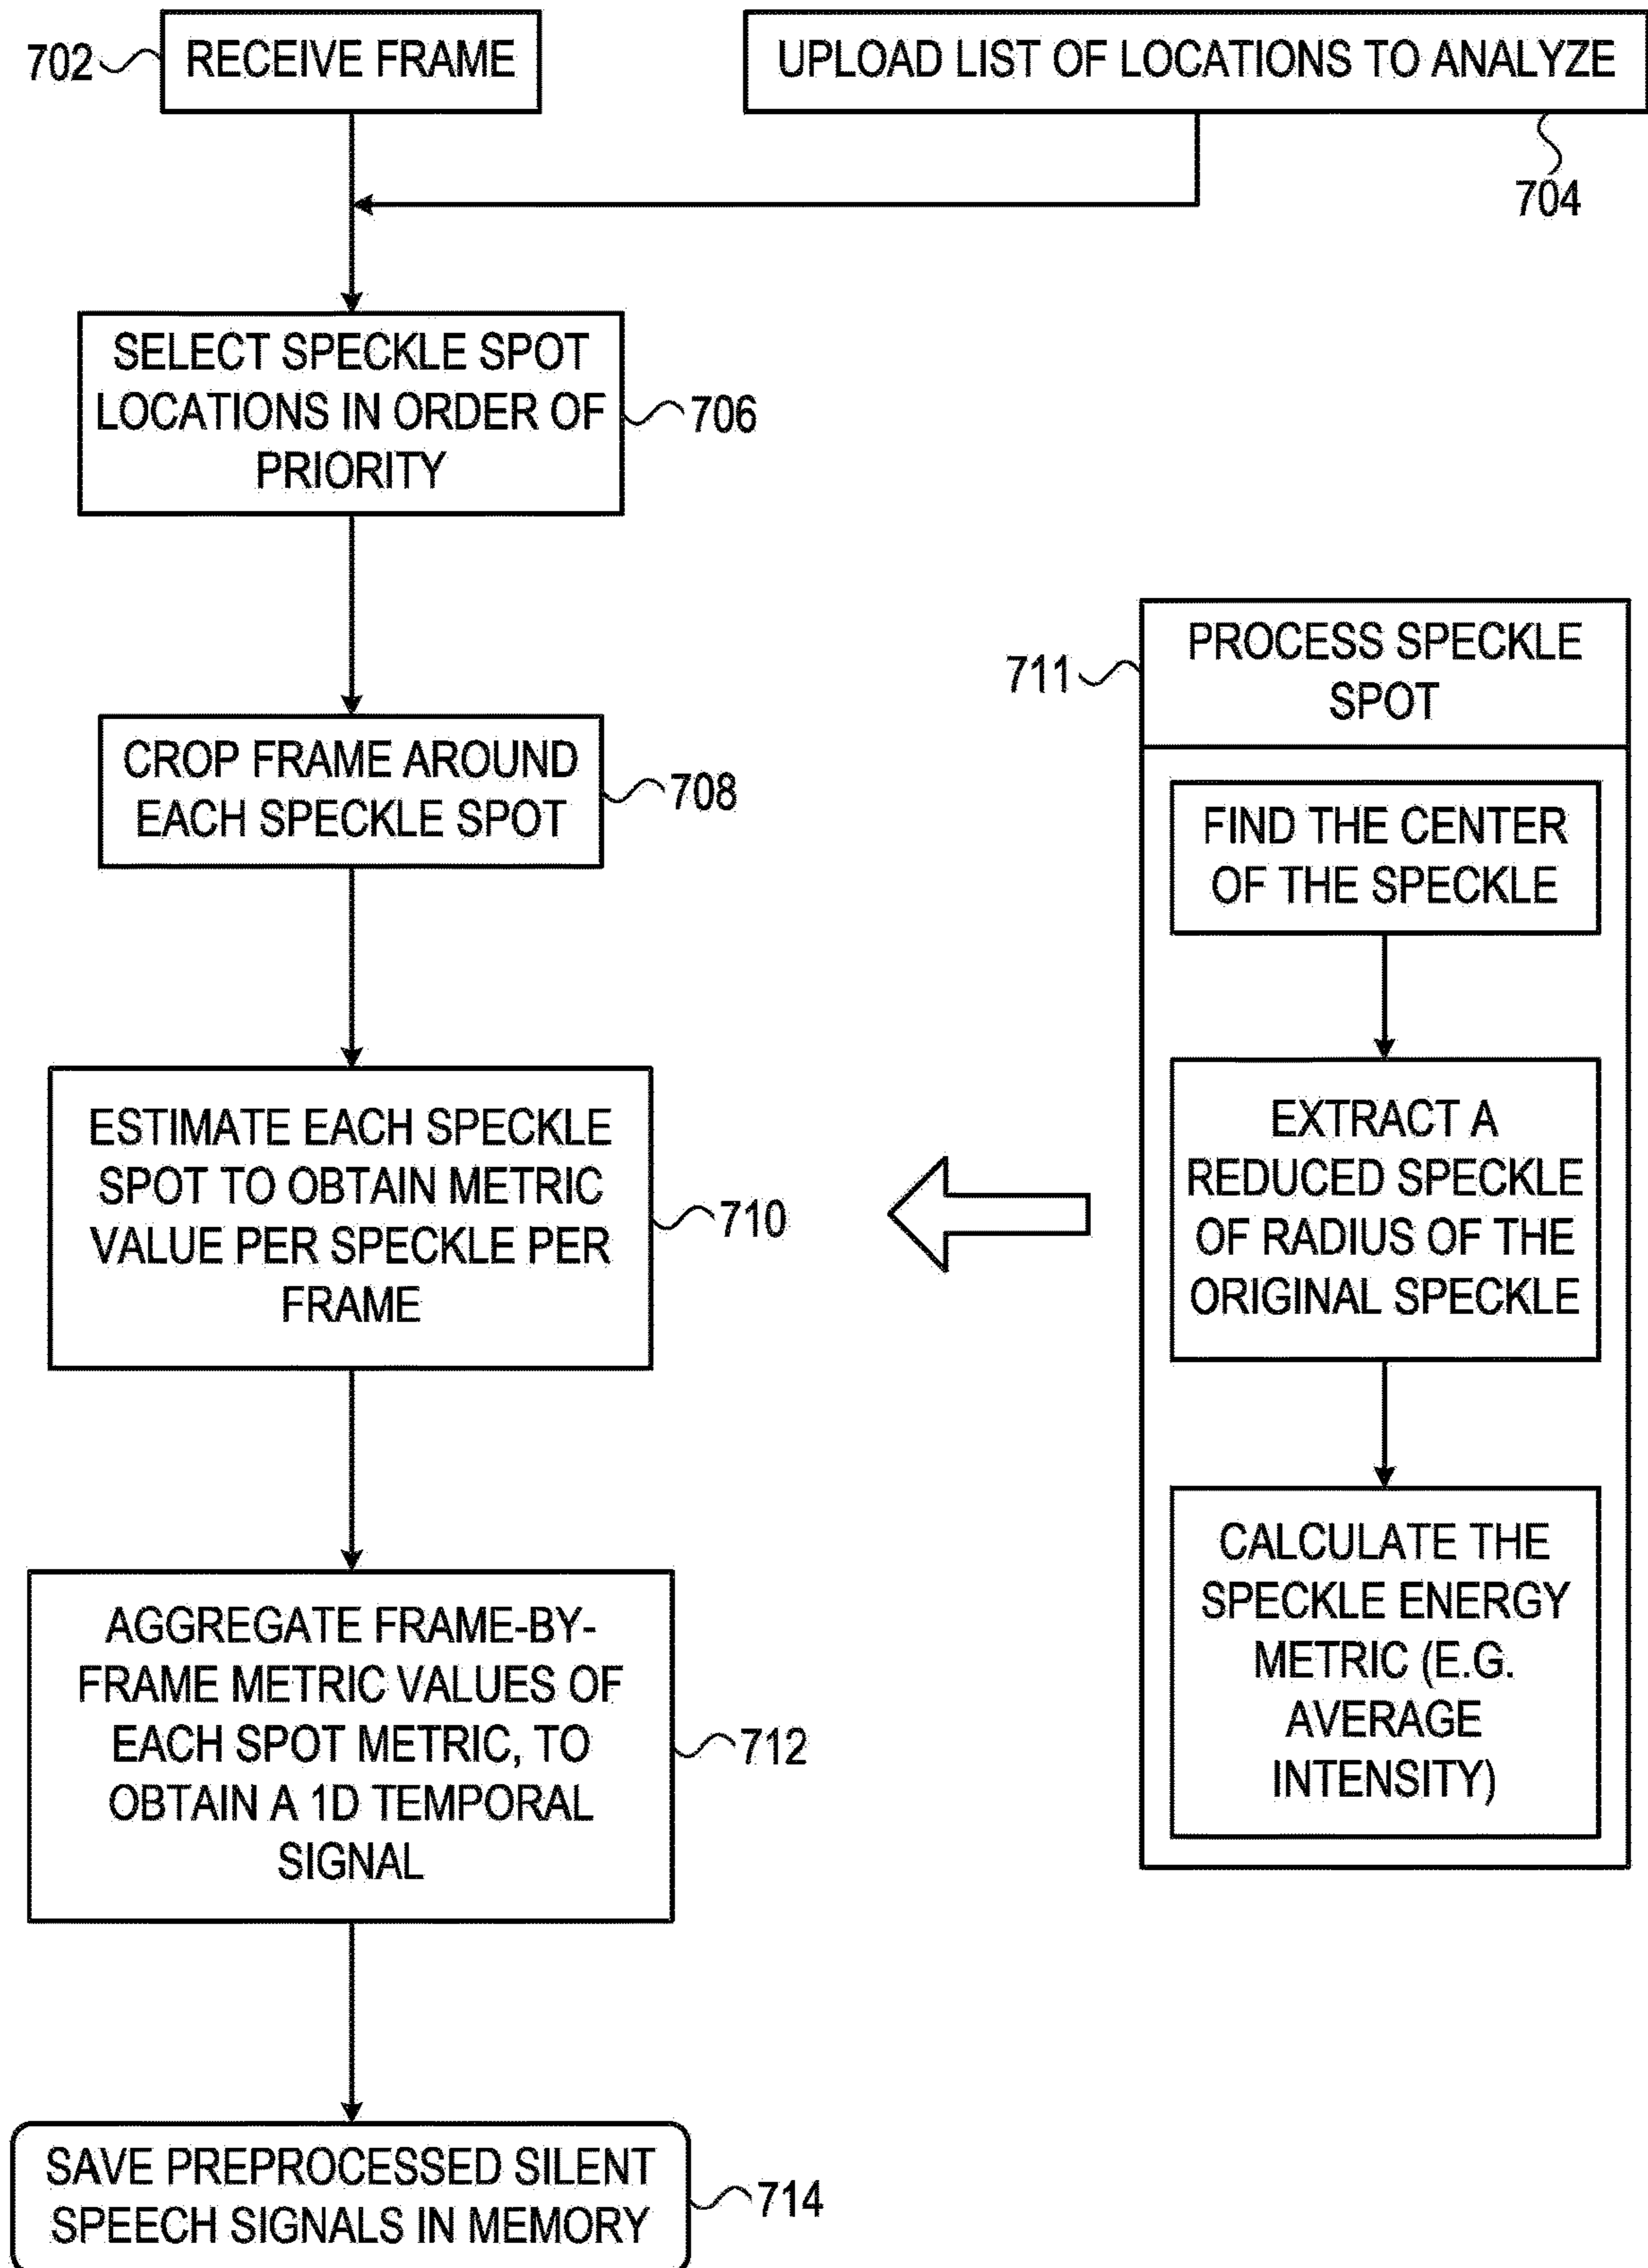 702
RECEIVE FRAME
UPLOAD LIST OF LOCATIONS TO ANALYZE
704
SELECT SPECKLE SPOT
LOCATIONS IN ORDER OF
PRIORITY
706
CROP FRAME AROUND
EACH SPECKLE SPOT
708
ESTIMATE EACH SPECKLE
SPOT TO OBTAIN METRIC
VALUE PER SPECKLE PER
FRAME
710
711
PROCESS SPECKLE
SPOT
FIND THE CENTER
OF THE SPECKLE
EXTRACT A
REDUCED SPECKLE
OF RADIUS OF THE
ORIGINAL SPECKLE
CALCULATE THE
SPECKLE ENERGY
METRIC (E.G.
AVERAGE
INTENSITY)
AGGREGATE FRAME-BY-
FRAME METRIC VALUES OF
EACH SPOT METRIC, TO
OBTAIN A 1D TEMPORAL
SIGNAL
712
SAVE PREPROCESSED SILENT
SPEECH SIGNALS IN MEMORY
714